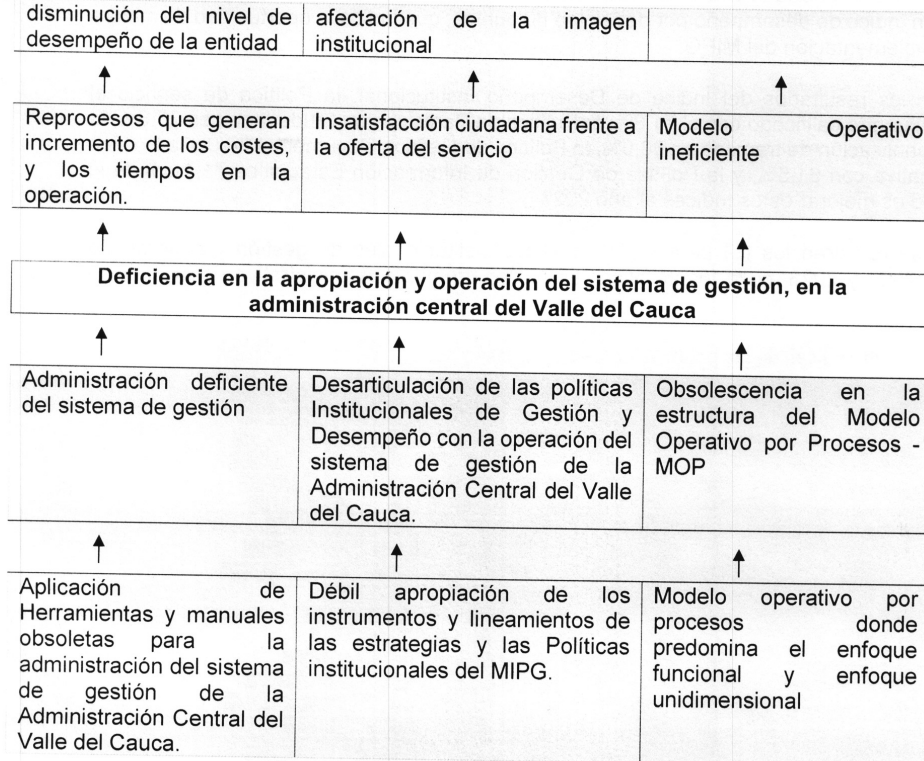 disminución del nivel de
desempeño de la entidad
afectación de la imagen
institucional
Reprocesos que generan
incremento de los costes,
y los tiempos en la
operación.
Insatisfacción ciudadana frente a
la oferta del servicio
Modelo Operativo
ineficiente
Deficiencia en la apropiación y operación del sistema de gestión, en la
administración central del Valle del Cauca
Administración deficiente
del sistema de gestión
Desarticulación de las políticas
Institucionales de Gestión y
Desempeño con la operación del
sistema de gestión de la
Administración Central del Valle
del Cauca.
Obsolescencia en la
estructura del Modelo
Operativo por Procesos -
MOP
Aplicación de
Herramientas y manuales
obsoletas para la
administración del sistema
de gestión de la
Administración Central del
Valle del Cauca.
Débil apropiación de los
instrumentos y lineamientos de
las estrategias y las Políticas
institucionales del MIPG.
Modelo operativo por
procesos donde
predomina el enfoque
funcional y enfoque
unidimensional